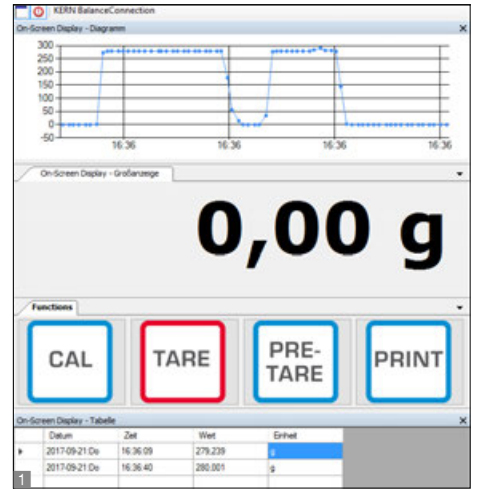 KERN BalanceConnection
On-Screen Display - Diagramm
300
250
200
150
100
50
0
-50
16:36 16:36 16:36 16:36
On-Screen Display - Großanzeige
0,00 g
Functions
CAL TARE PRE-TARE PRINT
On-Screen Display - Tabelle
Datum Zeit Wert Einheit
2017-09-21:Do 16:36:09 279,239 g
2017-09-21:Do 16:36:40 280,001 g
1